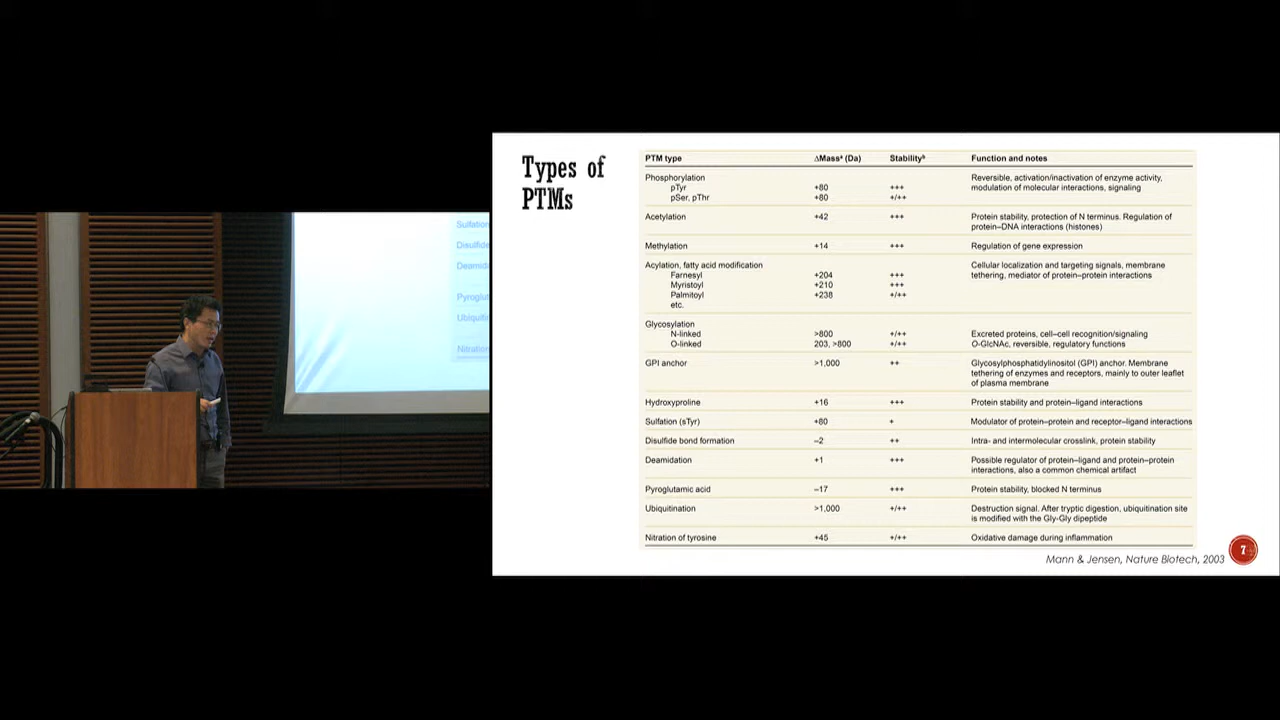 Types of
PTMs
PTM type ΔMassᵃ (Da) Stabilityᵇ Function and notes
Phosphorylation Reversible, activation/inactivation of enzyme activity,
pTyr +80 +++ modulation of molecular interactions, signaling
pSer, pThr +80 +/++
Acetylation +42 +++ Protein stability, protection of N terminus. Regulation of
protein–DNA interactions (histones)
Methylation +14 +++ Regulation of gene expression
Acylation, fatty acid modification Cellular localization and targeting signals, membrane
Farnesyl +204 +++ tethering, mediator of protein–protein interactions
Myristoyl +210 +++
Palmitoyl +238 +/++
etc.
Glycosylation
N-linked >800 +/++ Excreted proteins, cell–cell recognition/signaling
O-linked 203, >800 +/++ O-GlcNAc, reversible, regulatory functions
GPI anchor >1,000 ++ Glycosylphosphatidylinositol (GPI) anchor. Membrane
tethering of enzymes and receptors, mainly to outer leaflet
of plasma membrane
Hydroxyproline +16 +++ Protein stability and protein–ligand interactions
Sulfation (sTyr) +80 + Modulator of protein–protein and receptor–ligand interactions
Disulfide bond formation –2 ++ Intra- and intermolecular crosslink, protein stability
Deamidation +1 +++ Possible regulator of protein–ligand and protein–protein
interactions, also a common chemical artifact
Pyroglutamic acid –17 +++ Protein stability, blocked N terminus
Ubiquitination >1,000 +/++ Destruction signal. After tryptic digestion, ubiquitination site
is modified with the Gly-Gly dipeptide
Nitration of tyrosine +45 +/++ Oxidative damage during inflammation
Mann & Jensen, Nature Biotech, 2003
7
Sulfation
Disulfide
Deamid
Pyroglut
Ubiquitin
Nitration